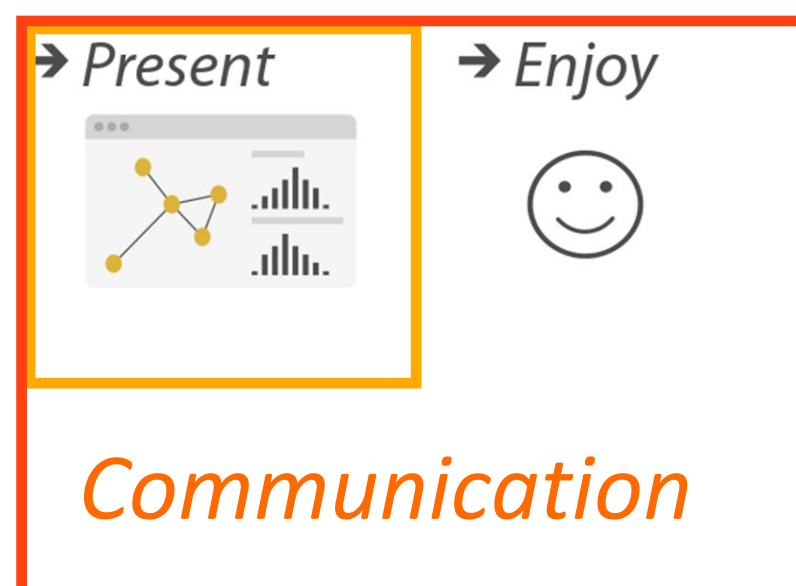 ➔ Present
➔ Enjoy
Communication